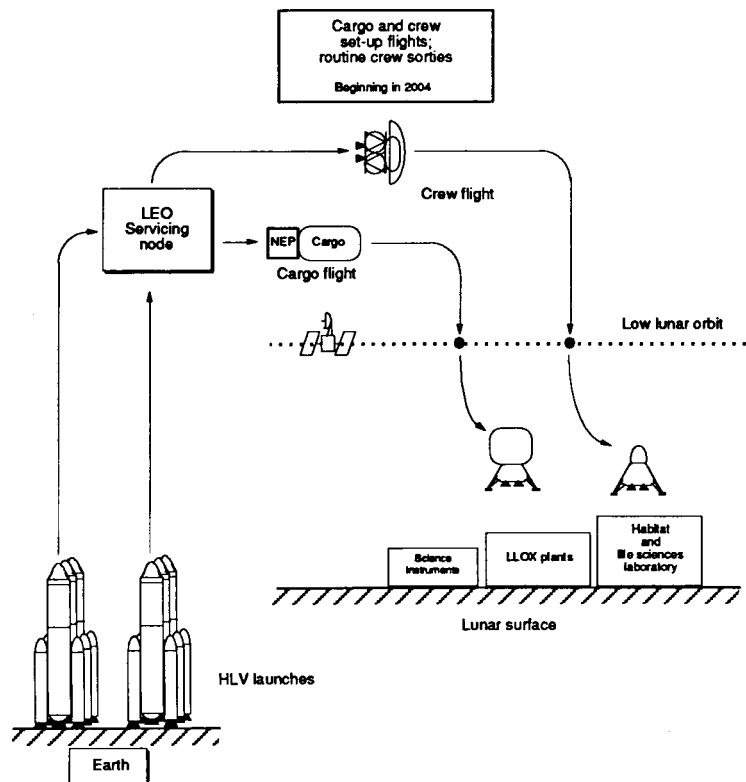 Cargo and crew
set-up flights;
routine crew sorties
Beginning in 2004
Crew flight
LEO
Servicing
node
NEP
Cargo
Cargo flight
Low lunar orbit
Science
instruments
LLOX plants
Habitat
and
life sciences
laboratory
Lunar surface
HLV launches
Earth